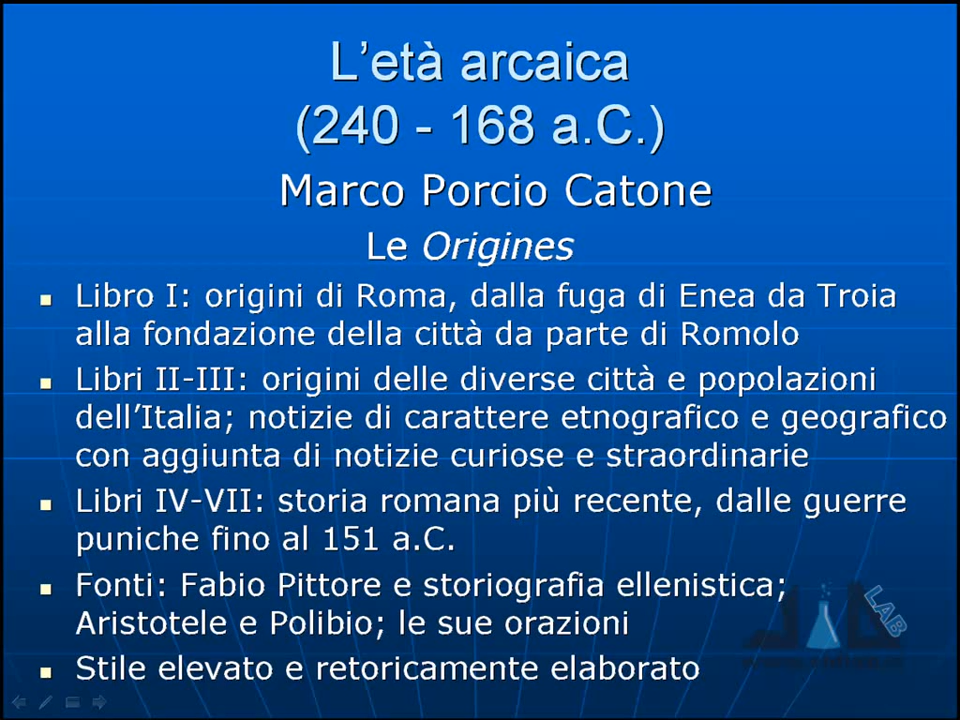 L'età arcaica
(240 - 168 a.C.)
Marco Porcio Catone
Le Origines
Libro I: origini di Roma, dalla fuga di Enea da Troia
alla fondazione della città da parte di Romolo
Libri II-III: origini delle diverse città e popolazioni
dell'Italia; notizie di carattere etnografico e geografico
con aggiunta di notizie curiose e straordinarie
Libri IV-VII: storia romana più recente, dalle guerre
puniche fino al 151 a.C.
Fonti: Fabio Pittore e storiografia ellenistica;
Aristotele e Polibio; le sue orazioni
Stile elevato e retoricamente elaborato
LAB